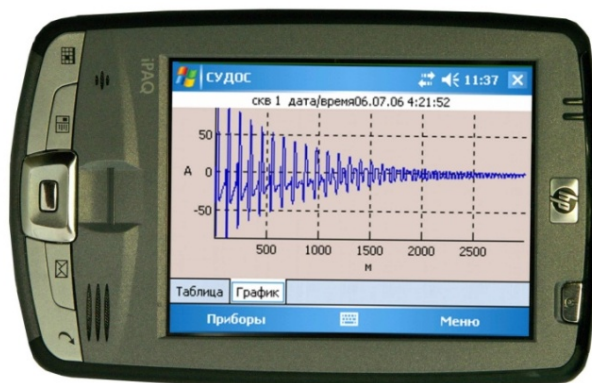 iPAQ
СУДОС 11:37
скв 1 дата/время06.07.06 4:21:52
50
А 0
-50
500 1000 1500 2000 2500
м
Таблица График
Приборы Меню
hp